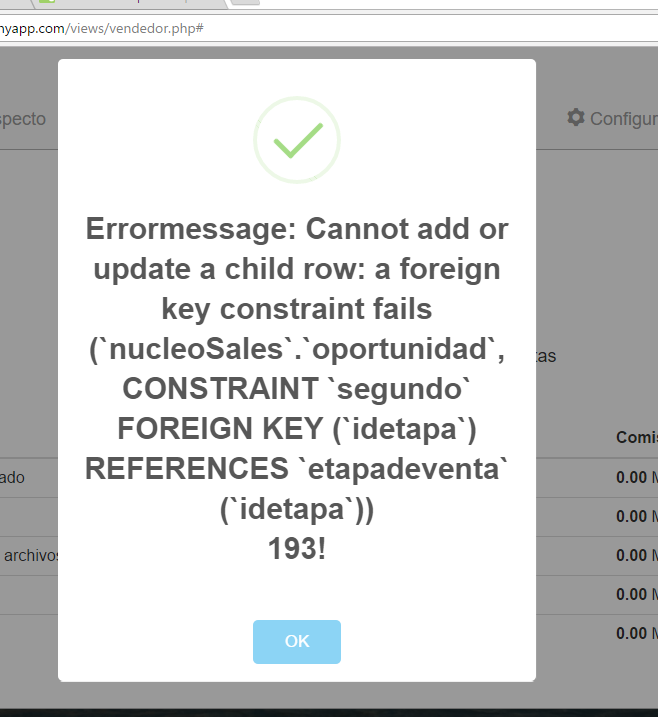 nyapp.com/views/vendedor.php#
specto
Configur
Errormessage: Cannot add or
update a child row: a foreign
key constraint fails
(`nucleoSales`.`oportunidad`,
CONSTRAINT `segundo`
FOREIGN KEY (`idetapa`)
REFERENCES `etapadeventa`
(`idetapa`))
193!
OK
tas
Comis
ado
0.00 M
0.00 M
archivos
0.00 M
0.00 M
0.00 M